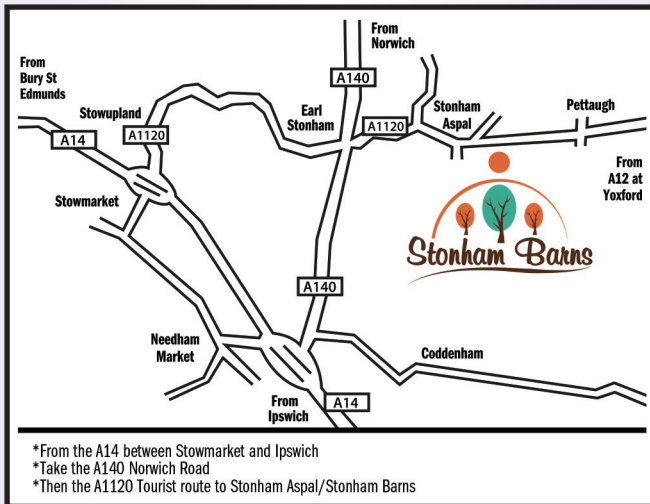 From
Norwich
From
Bury St
Edmunds
A140
Stowupland
Earl
Stonham
A1120
Stonham
Aspal
Pettaugh
A14
A1120
From
A12 at
Yoxford
Stowmarket
Stonham Barns
A140
Needham
Market
Coddenham
From
Ipswich
A14
*From the A14 between Stowmarket and Ipswich
*Take the A140 Norwich Road
*Then the A1120 Tourist route to Stonham Aspal/Stonham Barns